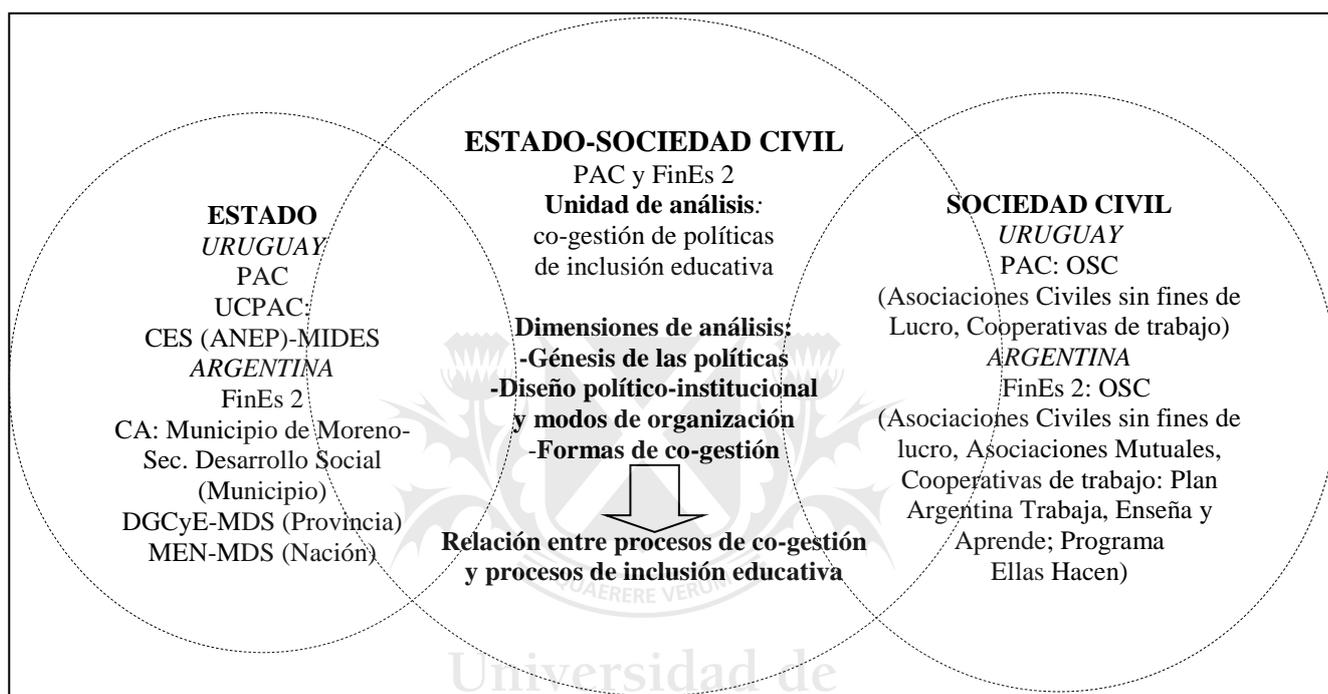 ESTADO-SOCIEDAD CIVIL
PAC y FinEs 2
Unidad de análisis:
co-gestión de políticas
de inclusión educativa
Dimensiones de análisis:
-Génesis de las políticas
-Diseño político-institucional
y modos de organización
-Formas de co-gestión
Relación entre procesos de co-gestión
y procesos de inclusión educativa
ESTADO
URUGUAY
PAC
UCPAC:
CES (ANEP)-MIDES
ARGENTINA
FinEs 2
CA: Municipio de Moreno-
Sec. Desarrollo Social
(Municipio)
DGCyE-MDS (Provincia)
MEN-MDS (Nación)
SOCIEDAD CIVIL
URUGUAY
PAC: OSC
(Asociaciones Civiles sin fines de
Lucro, Cooperativas de trabajo)
ARGENTINA
FinEs 2: OSC
(Asociaciones Civiles sin fines de
lucro, Asociaciones Mutuales,
Cooperativas de trabajo: Plan
Argentina Trabaja, Enseña y
Aprende; Programa
Ellas Hacen)
QUAERERE VERUM
Universidad de